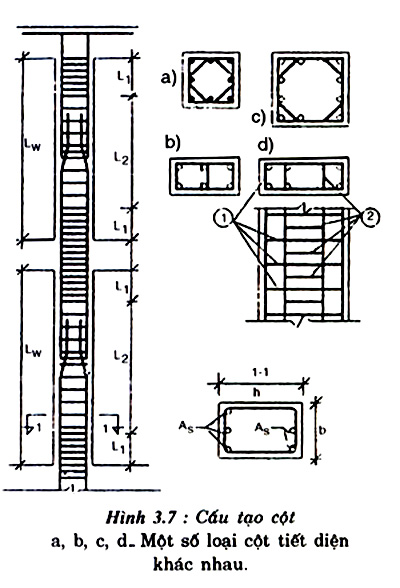 L1
a)
c)
Lw
L2
b)
d)
1
2
L1
L1
Lw
L2
1-1
h
1
1
As
As
b
L1
1
Hình 3.7 : Cấu tạo cột
a, b, c, d_ Một số loại cột tiết diện
khác nhau.